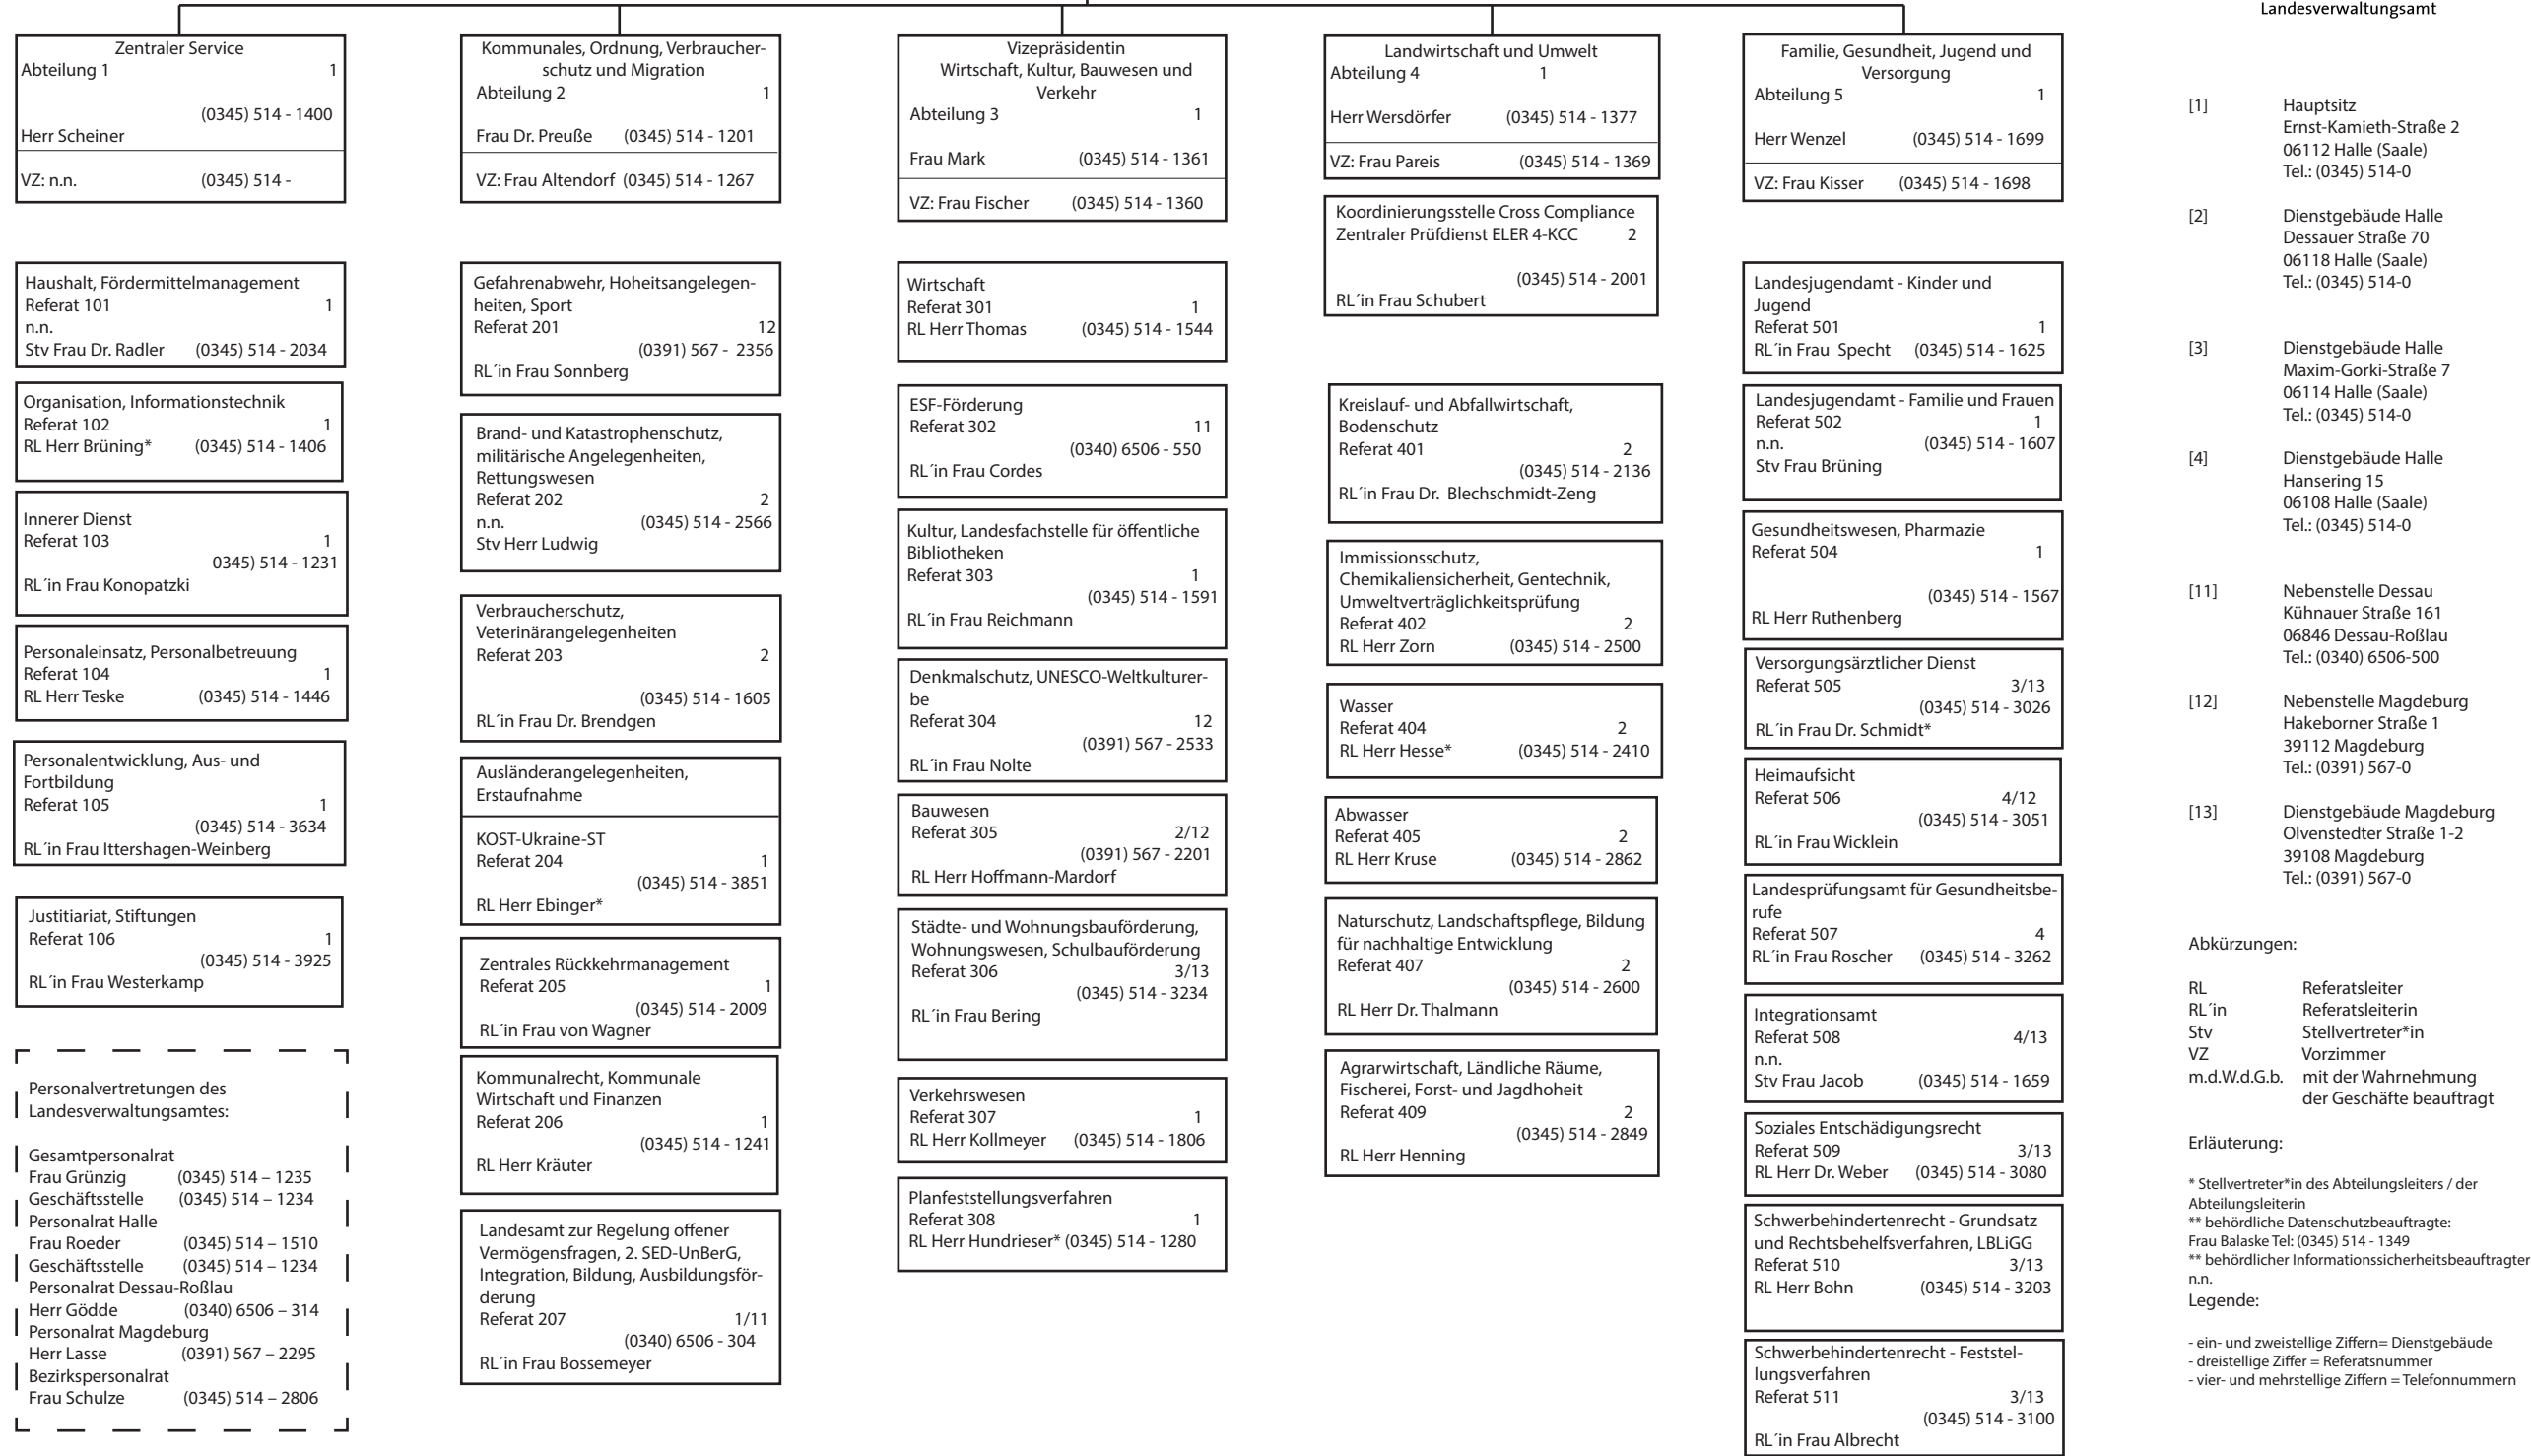 Zentraler Service
Abteilung 1 1
(0345) 514 - 1400
Herr Scheiner
VZ: n.n. (0345) 514 -
Haushalt, Fördermittelmanagement
Referat 101 1
n.n.
Stv Frau Dr. Radler (0345) 514 - 2034
Organisation, Informationstechnik
Referat 102 1
RL Herr Brüning* (0345) 514 - 1406
Innerer Dienst
Referat 103 1
0345) 514 - 1231
RL´in Frau Konopatzki
Personaleinsatz, Personalbetreuung
Referat 104 1
RL Herr Teske (0345) 514 - 1446
Personalentwicklung, Aus- und
Fortbildung
Referat 105 1
(0345) 514 - 3634
RL´in Frau Ittershagen-Weinberg
Justitiariat, Stiftungen
Referat 106 1
(0345) 514 - 3925
RL´in Frau Westerkamp
Personalvertretungen des
Landesverwaltungsamtes:
Gesamtpersonalrat
Frau Grünzig (0345) 514 – 1235
Geschäftsstelle (0345) 514 – 1234
Personalrat Halle
Frau Roeder (0345) 514 – 1510
Geschäftsstelle (0345) 514 – 1234
Personalrat Dessau-Roßlau
Herr Gödde (0340) 6506 – 314
Personalrat Magdeburg
Herr Lasse (0391) 567 – 2295
Bezirkspersonalrat
Frau Schulze (0345) 514 – 2806
Kommunales, Ordnung, Verbraucher-
schutz und Migration
Abteilung 2 1
Frau Dr. Preuße (0345) 514 - 1201
VZ: Frau Altendorf (0345) 514 - 1267
Gefahrenabwehr, Hoheitsangelegen-
heiten, Sport
Referat 201 12
(0391) 567 - 2356
RL´in Frau Sonnberg
Brand- und Katastrophenschutz,
militärische Angelegenheiten,
Rettungswesen
Referat 202 2
n.n. (0345) 514 - 2566
Stv Herr Ludwig
Verbraucherschutz,
Veterinärangelegenheiten
Referat 203 2
(0345) 514 - 1605
RL´in Frau Dr. Brendgen
Ausländerangelegenheiten,
Erstaufnahme
KOST-Ukraine-ST
Referat 204 1
(0345) 514 - 3851
RL Herr Ebinger*
Zentrales Rückkehrmanagement
Referat 205 1
(0345) 514 - 2009
RL´in Frau von Wagner
Kommunalrecht, Kommunale
Wirtschaft und Finanzen
Referat 206 1
(0345) 514 - 1241
RL Herr Kräuter
Landesamt zur Regelung offener
Vermögensfragen, 2. SED-UnBerG,
Integration, Bildung, Ausbildungsför-
derung
Referat 207 1/11
(0340) 6506 - 304
RL´in Frau Bossemeyer
Vizepräsidentin
Wirtschaft, Kultur, Bauwesen und
Verkehr
Abteilung 3 1
Frau Mark (0345) 514 - 1361
VZ: Frau Fischer (0345) 514 - 1360
Wirtschaft
Referat 301 1
RL Herr Thomas (0345) 514 - 1544
ESF-Förderung
Referat 302 11
(0340) 6506 - 550
RL´in Frau Cordes
Kultur, Landesfachstelle für öffentliche
Bibliotheken
Referat 303 1
(0345) 514 - 1591
RL´in Frau Reichmann
Denkmalschutz, UNESCO-Weltkulturer-
be
Referat 304 12
(0391) 567 - 2533
RL´in Frau Nolte
Bauwesen
Referat 305 2/12
(0391) 567 - 2201
RL Herr Hoffmann-Mardorf
Städte- und Wohnungsbauförderung,
Wohnungswesen, Schulbauförderung
Referat 306 3/13
(0345) 514 - 3234
RL´in Frau Bering
Verkehrswesen
Referat 307 1
RL Herr Kollmeyer (0345) 514 - 1806
Planfeststellungsverfahren
Referat 308 1
RL Herr Hundrieser* (0345) 514 - 1280
Landwirtschaft und Umwelt
Abteilung 4 1
Herr Wersdörfer (0345) 514 - 1377
VZ: Frau Pareis (0345) 514 - 1369
Koordinierungsstelle Cross Compliance
Zentraler Prüfdienst ELER 4-KCC 2
(0345) 514 - 2001
RL´in Frau Schubert
Kreislauf- und Abfallwirtschaft,
Bodenschutz
Referat 401 2
(0345) 514 - 2136
RL´in Frau Dr. Blechschmidt-Zeng
Immissionsschutz,
Chemikaliensicherheit, Gentechnik,
Umweltverträglichkeitsprüfung
Referat 402 2
RL Herr Zorn (0345) 514 - 2500
Wasser
Referat 404 2
RL Herr Hesse* (0345) 514 - 2410
Abwasser
Referat 405 2
RL Herr Kruse (0345) 514 - 2862
Naturschutz, Landschaftspflege, Bildung
für nachhaltige Entwicklung
Referat 407 2
(0345) 514 - 2600
RL Herr Dr. Thalmann
Agrarwirtschaft, Ländliche Räume,
Fischerei, Forst- und Jagdhoheit
Referat 409 2
(0345) 514 - 2849
RL Herr Henning
Familie, Gesundheit, Jugend und
Versorgung
Abteilung 5 1
Herr Wenzel (0345) 514 - 1699
VZ: Frau Kisser (0345) 514 - 1698
Landesjugendamt - Kinder und
Jugend
Referat 501 1
RL´in Frau Specht (0345) 514 - 1625
Landesjugendamt - Familie und Frauen
Referat 502 1
n.n. (0345) 514 - 1607
Stv Frau Brüning
Gesundheitswesen, Pharmazie
Referat 504 1
(0345) 514 - 1567
RL Herr Ruthenberg
Versorgungsärztlicher Dienst
Referat 505 3/13
(0345) 514 - 3026
RL´in Frau Dr. Schmidt*
Heimaufsicht
Referat 506 4/12
(0345) 514 - 3051
RL´in Frau Wicklein
Landesprüfungsamt für Gesundheitsbe-
rufe
Referat 507 4
RL´in Frau Roscher (0345) 514 - 3262
Integrationsamt
Referat 508 4/13
n.n.
Stv Frau Jacob (0345) 514 - 1659
Soziales Entschädigungsrecht
Referat 509 3/13
RL Herr Dr. Weber (0345) 514 - 3080
Schwerbehindertenrecht - Grundsatz
und Rechtsbehelfsverfahren, LBLiGG
Referat 510 3/13
RL Herr Bohn (0345) 514 - 3203
Schwerbehindertenrecht - Feststel-
lungsverfahren
Referat 511 3/13
(0345) 514 - 3100
RL´in Frau Albrecht
Landesverwaltungsamt
[1] Hauptsitz
Ernst-Kamieth-Straße 2
06112 Halle (Saale)
Tel.: (0345) 514-0
[2] Dienstgebäude Halle
Dessauer Straße 70
06118 Halle (Saale)
Tel.: (0345) 514-0
[3] Dienstgebäude Halle
Maxim-Gorki-Straße 7
06114 Halle (Saale)
Tel.: (0345) 514-0
[4] Dienstgebäude Halle
Hansering 15
06108 Halle (Saale)
Tel.: (0345) 514-0
[11] Nebenstelle Dessau
Kühnauer Straße 161
06846 Dessau-Roßlau
Tel.: (0340) 6506-500
[12] Nebenstelle Magdeburg
Hakeborner Straße 1
39112 Magdeburg
Tel.: (0391) 567-0
[13] Dienstgebäude Magdeburg
Olvenstedter Straße 1-2
39108 Magdeburg
Tel.: (0391) 567-0
Abkürzungen:
RL Referatsleiter
RL´in Referatsleiterin
Stv Stellvertreter*in
VZ Vorzimmer
m.d.W.d.G.b. mit der Wahrnehmung
der Geschäfte beauftragt
Erläuterung:
* Stellvertreter*in des Abteilungsleiters / der
Abteilungsleiterin
** behördliche Datenschutzbeauftragte:
Frau Balaske Tel: (0345) 514 - 1349
** behördlicher Informationssicherheitsbeauftragter
n.n.
Legende:
- ein- und zweistellige Ziffern= Dienstgebäude
- dreistellige Ziffer = Referatsnummer
- vier- und mehrstellige Ziffern = Telefonnummern